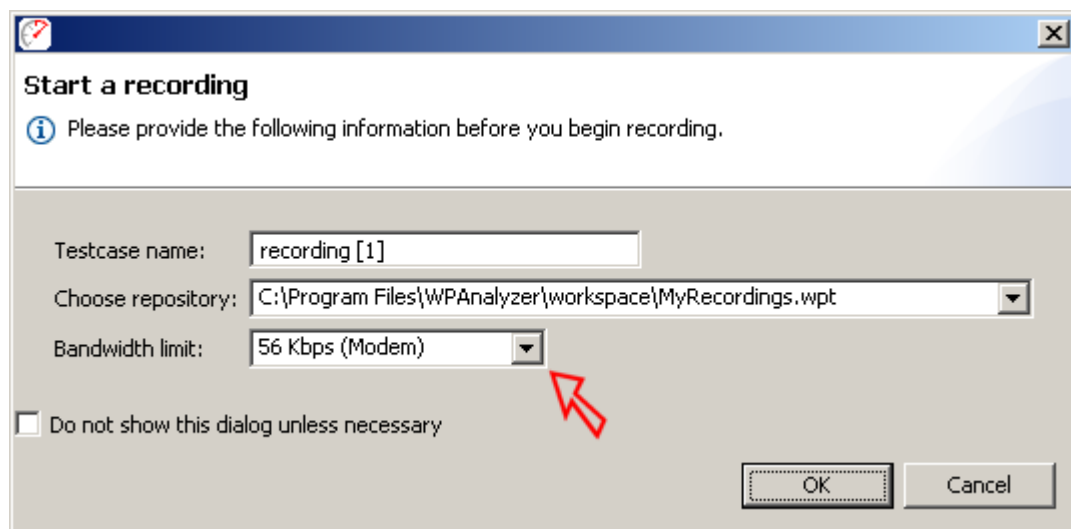 Start a recording
Please provide the following information before you begin recording.
Testcase name: recording [1]
Choose repository: C:\Program Files\WPAnalyzer\workspace\MyRecordings.wpt
Bandwidth limit: 56 Kbps (Modem)
Do not show this dialog unless necessary
OK Cancel